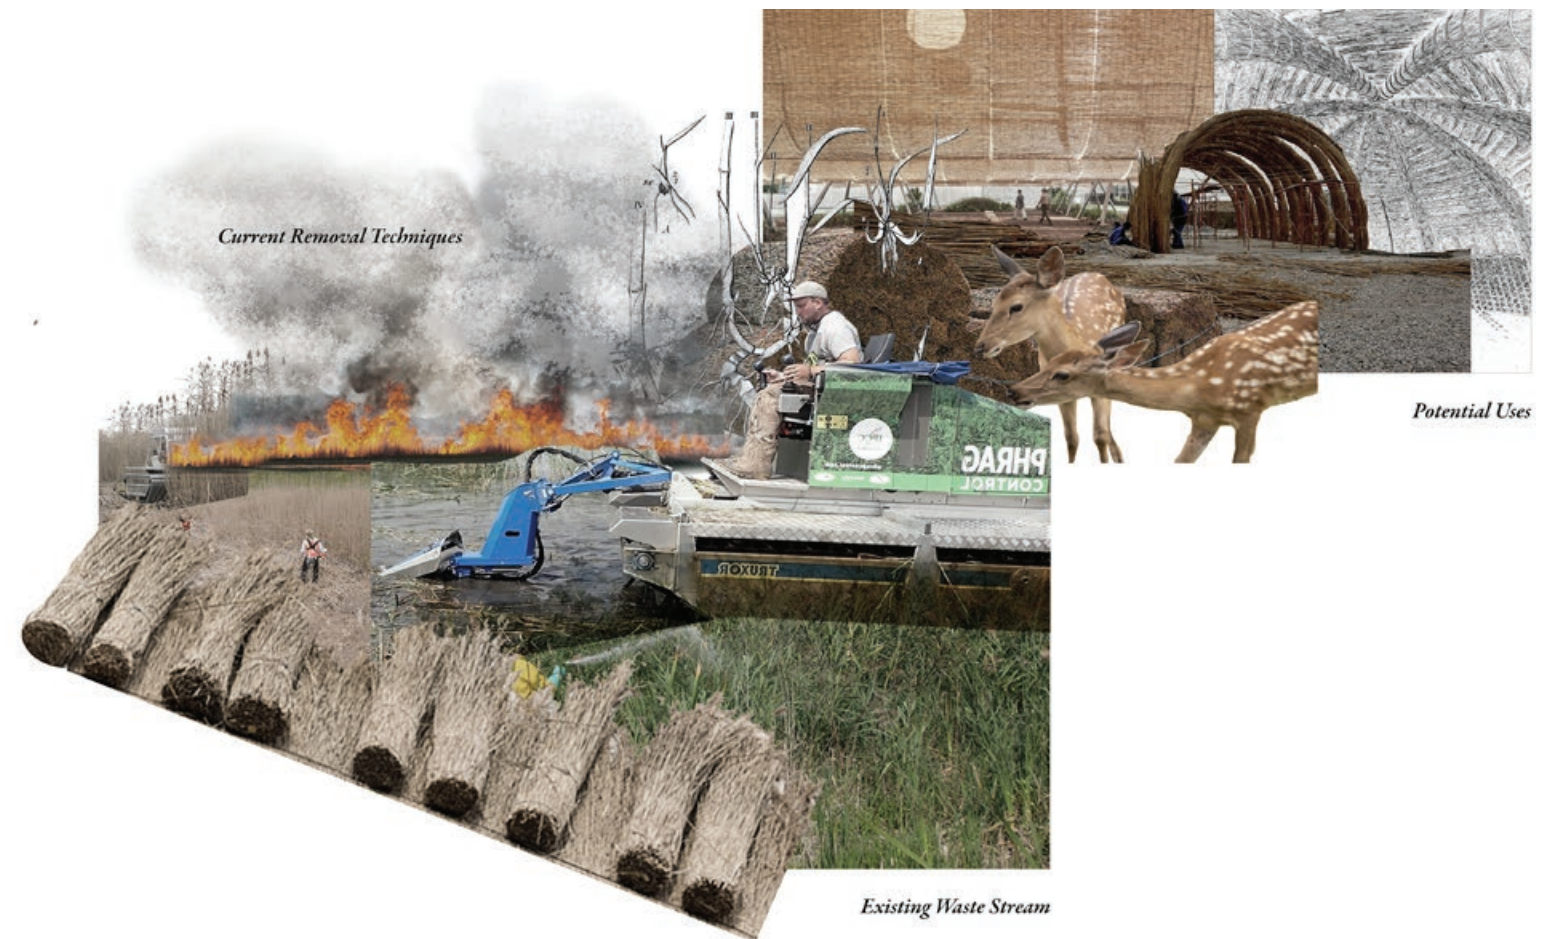 Current Removal Techniques
Potential Uses
PHRAG
CONTROL
TRUXOR
Existing Waste Stream